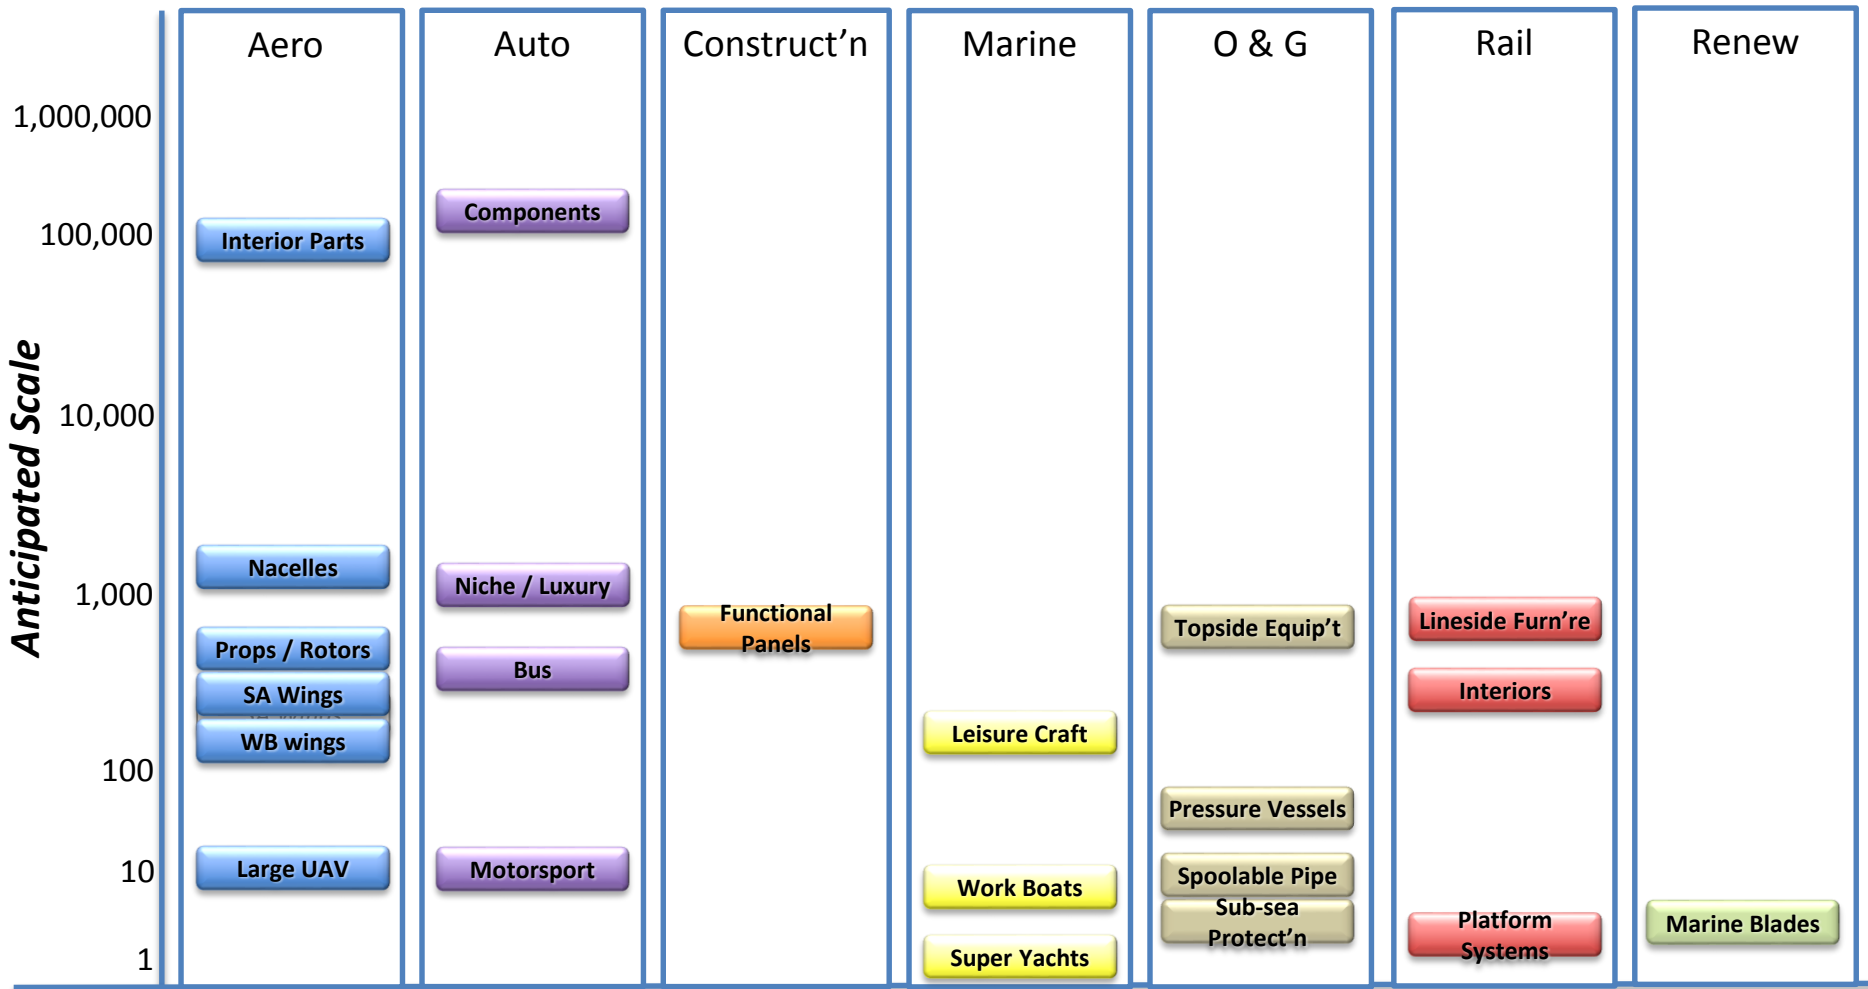 Aero
Auto
Construct'n
Marine
O & G
Rail
Renew
Anticipated Scale
1,000,000
100,000
10,000
1,000
100
10
1
Interior Parts
Nacelles
Props / Rotors
SA Wings
WB wings
Large UAV
Components
Niche / Luxury
Bus
Motorsport
Functional
Panels
Leisure Craft
Work Boats
Super Yachts
Topside Equip't
Pressure Vessels
Spoolable Pipe
Sub-sea
Protect'n
Lineside Furn're
Interiors
Platform
Systems
Marine Blades